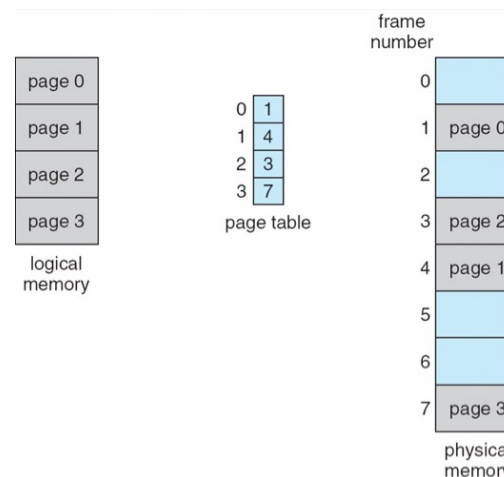 frame
number
page 0
page 1
page 2
page 3
logical
memory
0 1
1 4
2 3
3 7
page table
0
1 page 0
2
3 page 2
4 page 1
5
6
7 page 3
physica
memory